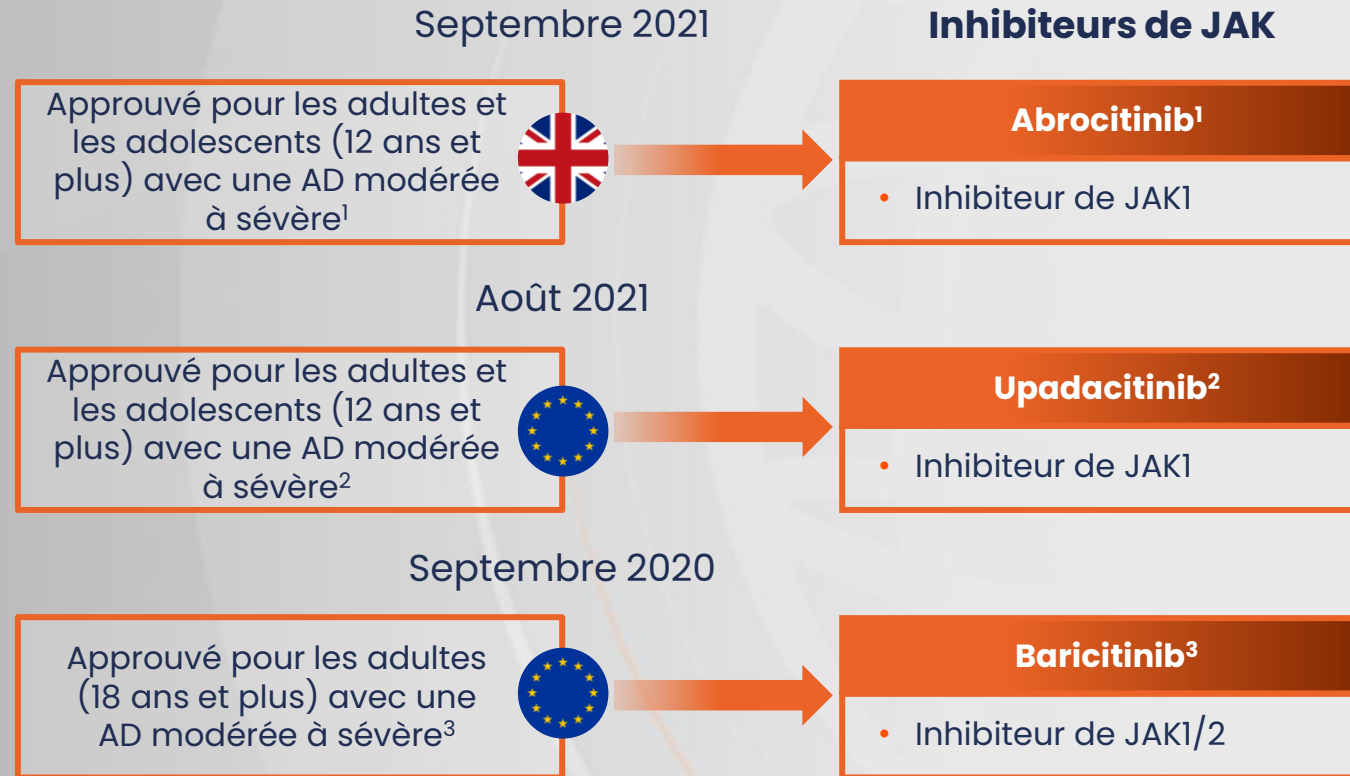 Septembre 2021
Inhibiteurs de JAK
Approuvé pour les adultes et
les adolescents (12 ans et
plus) avec une AD modérée
à sévère¹
Abrocitinib¹
• Inhibiteur de JAK1
Août 2021
Approuvé pour les adultes et
les adolescents (12 ans et
plus) avec une AD modérée
à sévère²
Upadacitinib²
• Inhibiteur de JAK1
Septembre 2020
Approuvé pour les adultes
(18 ans et plus) avec une
AD modérée à sévère³
Baricitinib³
• Inhibiteur de JAK1/2